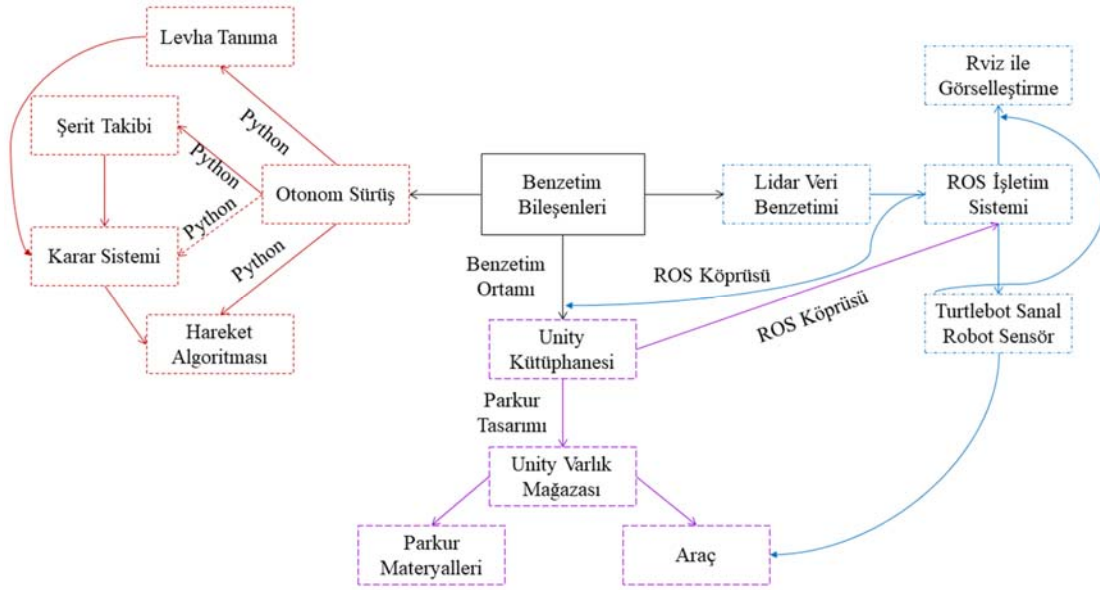 Levha Tanıma
Şerit Takibi
Karar Sistemi
Hareket
Algoritması
Python
Python
Python
Python
Otonom Sürüş
Benzetim
Bileşenleri
Benzetim
Ortamı
Unity
Kütüphanesi
Parkur
Tasarımı
Unity Varlık
Mağazası
Parkur
Materyalleri
Araç
Lidar Veri
Benzetimi
ROS Köprüsü
ROS Köprüsü
Rviz ile
Görselleştirme
ROS İşletim
Sistemi
Turtlebot Sanal
Robot Sensör